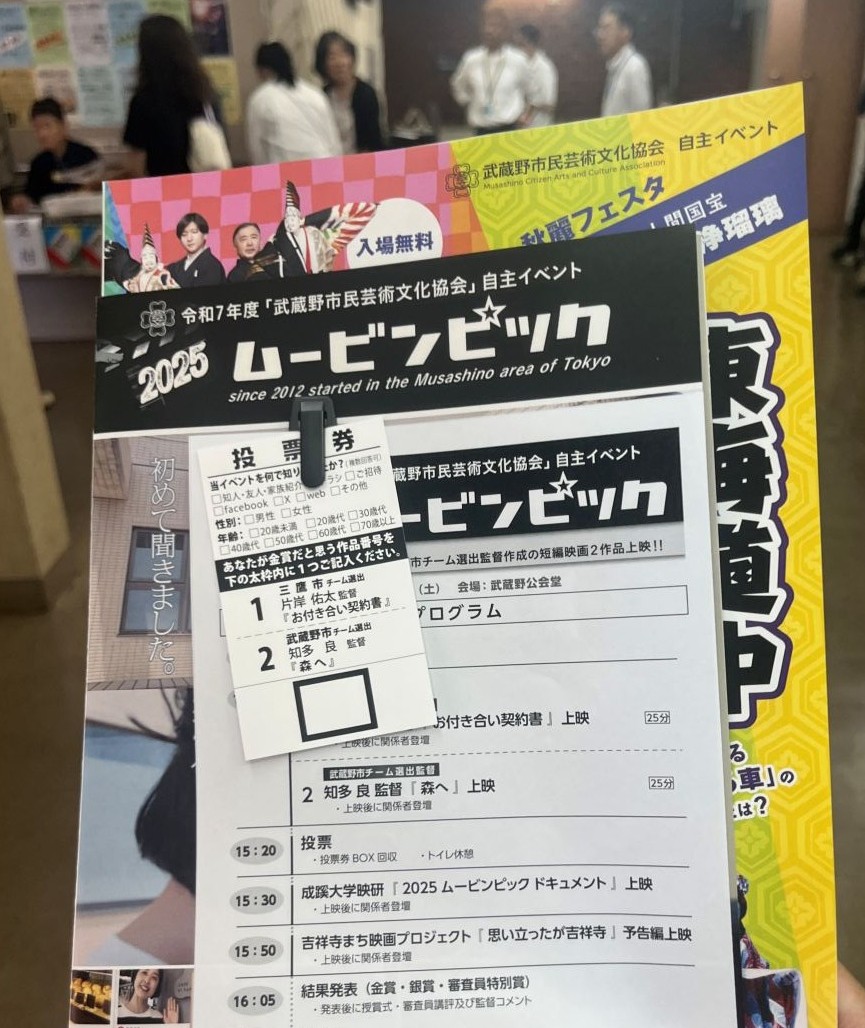 武蔵野市民芸術文化協会 自主イベント
Musashino Citizen Arts and Culture Association
秋麗フェスタ
人間国宝
浄瑠璃
入場無料
令和7年度「武蔵野市民芸術文化協会」自主イベント
2025 ムービンピック
since 2012 started in the Musashino area of Tokyo
初めて聞きました。
投票券
当イベントを何で知り
たか?(複数回答可)
□知人・友人・家族紹介
ラシ □ご招待
□facebook □X □web □その他
性別:□男性 □女性
年齢:□20歳未満 □20歳代 □30歳代
□40歳代 □50歳代 □60歳代 □70歳以上
あなたが金賞だと思う作品番号を
下の太枠内に1つご記入ください。
1 三鷹市チーム選出
片岡 佑太 監督
『お付き合い契約書』
2 武蔵野市チーム選出
知多 良 監督
『森へ』
蔵野市民芸術文化協会」自主イベント
ービンピック
市チーム選出監督作成の短編映画2作品上映!!
(土) 会場:武蔵野公会堂
プログラム
お付き合い契約書 』上映 25分
・上映後に関係者登壇
武蔵野市チーム選出監督
2 知多 良 監督『 森へ 』上映 25分
・上映後に関係者登壇
15:20 投票
・投票券 BOX 回収 ・トイレ休憩
15:30 成蹊大学映研『 2025 ムービンピック ドキュメント 』上映
・上映後に関係者登壇
15:50 吉祥寺まち映画プロジェクト『 思い立ったが吉祥寺 』予告編上映
・上映後に関係者登壇
16:05 結果発表(金賞・銀賞・審査員特別賞)
・発表後に授賞式・審査員講評及び監督コメント
る
車」の
は?